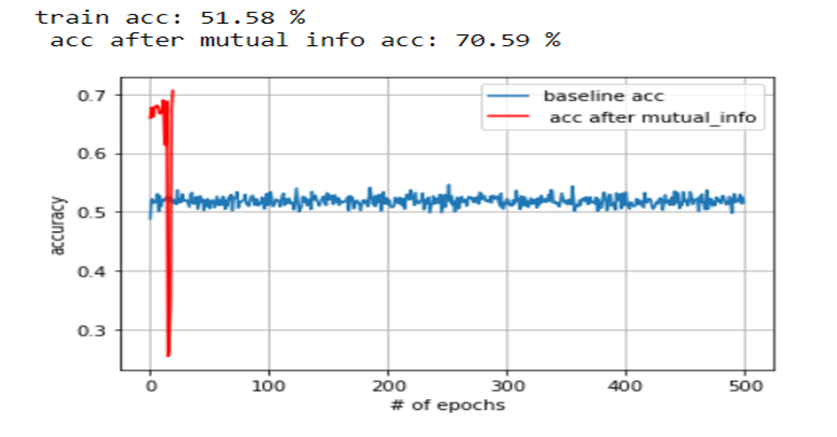 train acc: 51.58 %
acc after mutual info acc: 70.59 %
baseline acc
acc after mutual_info
0.7
0.6
0.5
0.4
0.3
accuracy
0 100 200 300 400 500
# of epochs